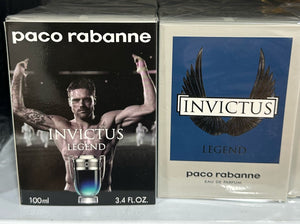 paco rabanne
INVICTUS
LEGEND
100ml 3.4 FL.OZ.
INVICTUS
LEGEND
paco rabanne
EAU DE PARFUM